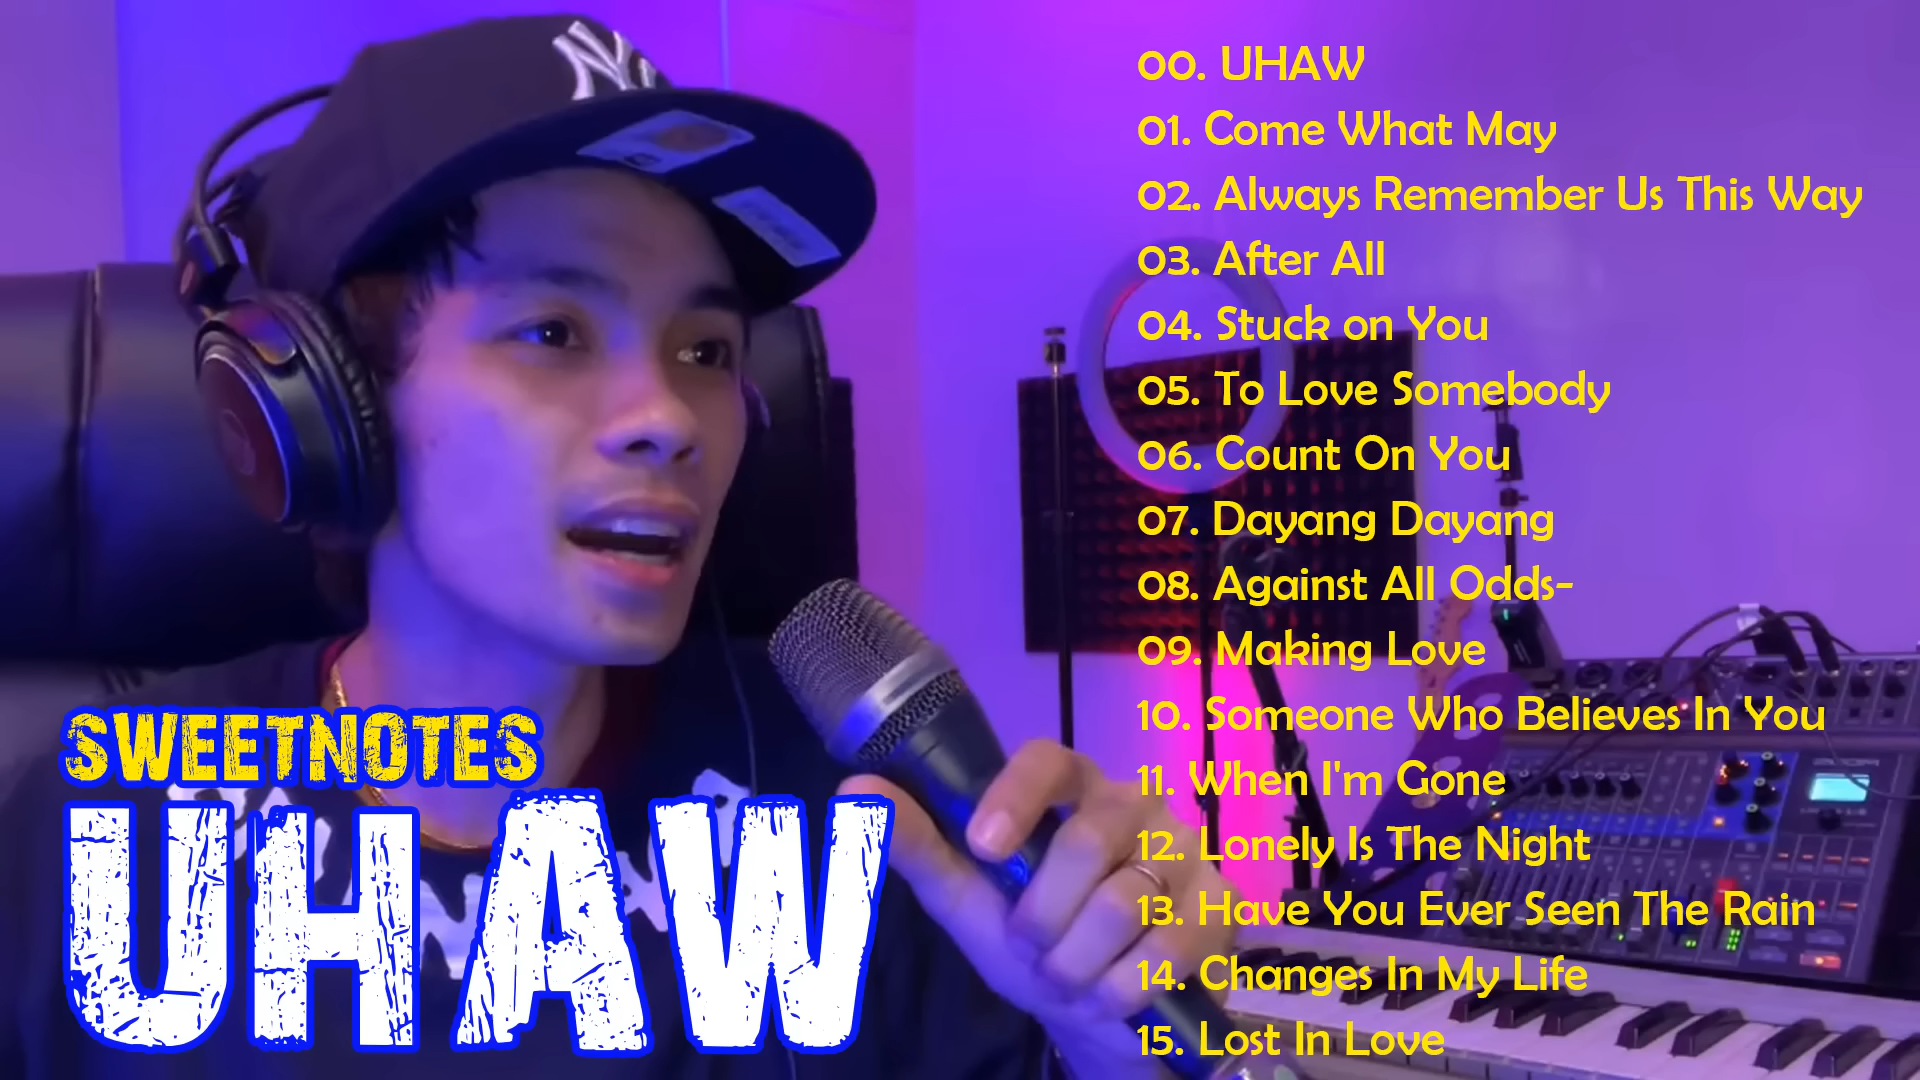 NY
SWEETNOTES
UHAW
00. UHAW
01. Come What May
02. Always Remember Us This Way
03. After All
04. Stuck on You
05. To Love Somebody
06. Count On You
07. Dayang Dayang
08. Against All Odds-
09. Making Love
10. Someone Who Believes In You
11. When I'm Gone
12. Lonely Is The Night
13. Have You Ever Seen The Rain
14. Changes In My Life
15. Lost In Love